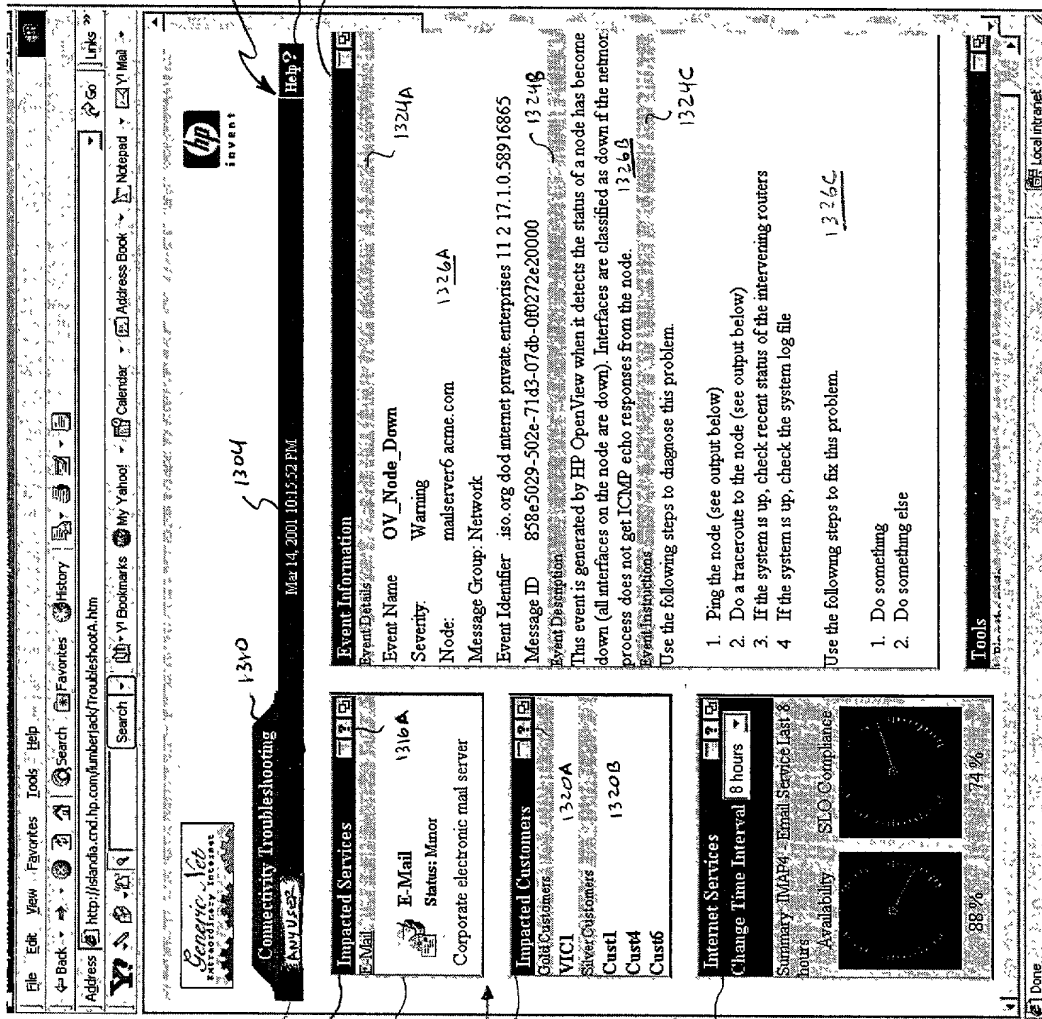 File Edit View Favorites Tools Help
Back Search Favorites History
Address http://islandia.cnd.hp.com/lumberjack/TroubleshootA.htm Go Links »
Y! Search Y! Bookmarks My Yahoo! Calendar Address Book Notepad Y! Mail
Generic Net
EXTRAORDINARY INTERNET
hp
invent
1310
1304
Connectivity Troubleshooting
ANY USER
Mar 14, 2001 10:15:52 PM
Help ?
Impacted Services
E-Mail
1316A
E-Mail
Status: Minor
Corporate electronic mail server
Impacted Customers
Gold Customers
VIC1
1320A
Silver Customers
1320B
Cust1
Cust4
Cust6
Internet Services
Change Time Interval 8 hours
Summary IMAP4 - Email Service Last 8
hours
Availability SLO Compliance
88% 74%
Event Information
Event Details
1324A
Event Name OV_Node_Down
Severity: Warning
Node: mailserver6 acme.com
1326A
Message Group: Network
Event Identifier .iso.org dod internet private.enterprises 11 2 17.1.0.58916865
Message ID 858e5029-502e-71d3-07db-0f0272e20000
1324B
Event Description
This event is generated by HP OpenView when it detects the status of a node has become
down (all interfaces on the node are down). Interfaces are classified as down if the netmon
process does not get ICMP echo responses from the node.
1326B
Event Instructions
1324C
Use the following steps to diagnose this problem.
1. Ping the node (see output below)
2. Do a traceroute to the node (see output below)
3. If the system is up, check recent status of the intervening routers
4 If the system is up, check the system log file
1326C
Use the following steps to fix this problem.
1. Do something
2. Do something else
Tools
Done Local intranet